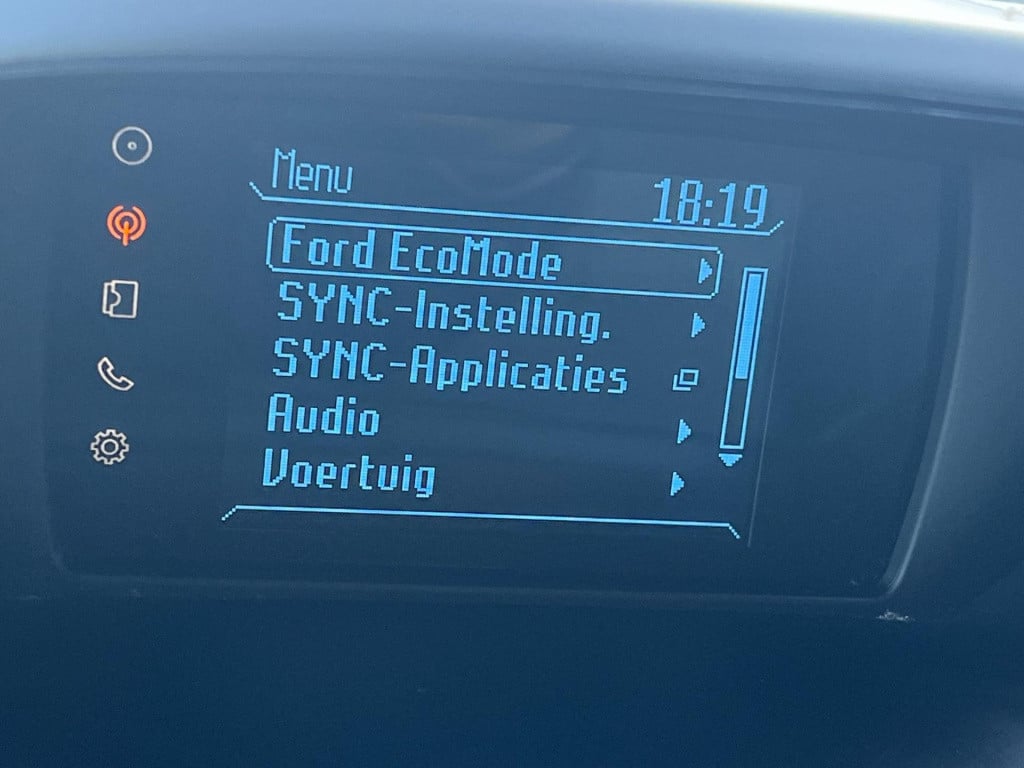 Menu
18:19
Ford EcoMode
SYNC-Instelling.
SYNC-Applicaties
Audio
Voertuig